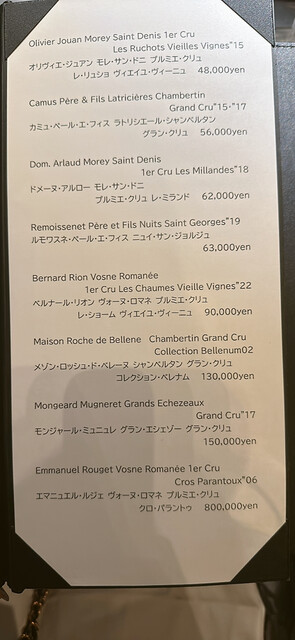 Olivier Jouan Morey Saint Denis 1er Cru
Les Ruchots Vieilles Vignes"15
オリヴィエ・ジュアン モレ・サン・ドニ プルミエ・クリュ
レ・リュショ ヴィエイユ・ヴィーニュ 48,000yen
Camus Père & Fils Latricières Chambertin
Grand Cru"15・"17
カミュ・ペール・エ・フィス ラトリシエール・シャンベルタン
グラン・クリュ 56,000yen
Dom. Arlaud Morey Saint Denis
1er Cru Les Millandes"18
ドメーヌ・アルロー モレ・サン・ドニ
プルミエ・クリュ レ・ミランド 62,000yen
Remoissenet Père et Fils Nuits Saint Georges"19
ルモワスネ・ペール・エ・フィス ニュイ・サン・ジョルジュ
63,000yen
Bernard Rion Vosne Romanée
1er Cru Les Chaumes Vieille Vignes"22
ベルナール・リオン ヴォーヌ・ロマネ プルミエ・クリュ
レ・ショーム ヴィエイユ・ヴィーニュ 90,000yen
Maison Roche de Bellene Chambertin Grand Cru
Collection Bellenum02
メゾン・ロッシュ・ド・ベレーヌ シャンベルタン グラン・クリュ
コレクション・ベレナム 130,000yen
Mongeard Mugneret Grands Echezeaux
Grand Cru"17
モンジャール・ミュニュレ グラン・エシェゾー グラン・クリュ
150,000yen
Emmanuel Rouget Vosne Romanée 1er Cru
Cros Parantoux"06
エマニュエル・ルジェ ヴォーヌ・ロマネ プルミエ・クリュ
クロ・パラントゥ 800,000yen